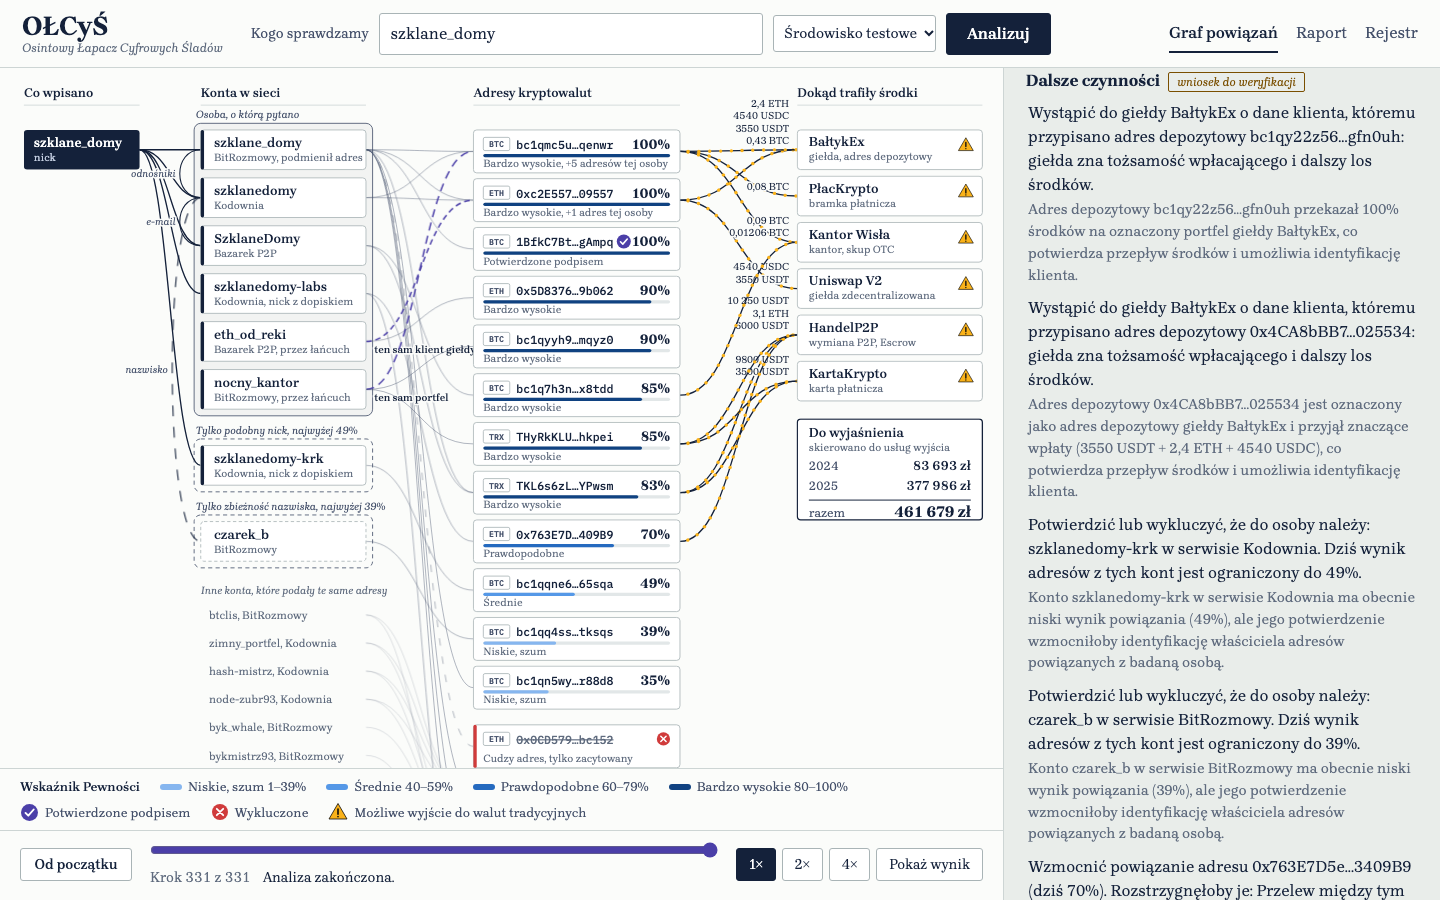 OŁCyŚ
Osintowy Łapacz Cyfrowych Śladów
Kogo sprawdzamy
szklane_domy
Środowisko testowe
Analizuj
Graf powiązań
Raport
Rejestr
Co wpisano
szklane_domy
nick
odnośniki
e-mail
nazwisko
Konta w sieci
Osoba, o którą pytano
szklane_domy
BitRozmowy, podmienił adres
szklanedomy
Kodownia
SzklaneDomy
Bazarek P2P
szklanedomy-labs
Kodownia, nick z dopiskiem
eth_od_reki
Bazarek P2P, przez łańcuch
nocny_kantor
BitRozmowy, przez łańcuch
ten sam klient giełdy
ten sam portfel
Tylko podobny nick, najwyżej 49%
szklanedomy-krk
Kodownia, nick z dopiskiem
Tylko zbieżność nazwiska, najwyżej 39%
czarek_b
BitRozmowy
Inne konta, które podały te same adresy
btclis, BitRozmowy
zimny_portfel, Kodownia
hash-mistrz, Kodownia
node-zubr93, Kodownia
byk_whale, BitRozmowy
bykmistrz93, BitRozmowy
Adresy kryptowalut
BTC bc1qmc5u…qenwr 100%
Bardzo wysokie, +5 adresów tej osoby
ETH 0xc2E557…09557 100%
Bardzo wysokie, +1 adres tej osoby
BTC 1BfkC7Bt…gAmpq 100%
Potwierdzone podpisem
ETH 0x5D8376…9b062 90%
Bardzo wysokie
BTC bc1qyyh9…mqyz0 90%
Bardzo wysokie
BTC bc1q7h3n…x8tdd 85%
Bardzo wysokie
TRX THyRkKLU…hkpei 85%
Bardzo wysokie
TRX TKL6s6zL…YPwsm 83%
Bardzo wysokie
ETH 0x763E7D…409B9 70%
Prawdopodobne
BTC bc1qqne6…65sqa 49%
Średnie
BTC bc1qq4ss…tksqs 39%
Niskie, szum
BTC bc1qn5wy…r88d8 35%
Niskie, szum
ETH 0x0CD579…bc152
Cudzy adres, tylko zacytowany
Dokąd trafiły środki
2,4 ETH
4540 USDC
3550 USDT
0,43 BTC
BałtykEx
giełda, adres depozytowy
0,08 BTC
PłacKrypto
bramka płatnicza
0,09 BTC
0,01206 BTC
Kantor Wisła
kantor, skup OTC
4540 USDC
3550 USDT
Uniswap V2
giełda zdecentralizowana
10 250 USDT
3,1 ETH
6000 USDT
HandelP2P
wymiana P2P, Escrow
9800 USDT
3500 USDT
KartaKrypto
karta płatnicza
Do wyjaśnienia
skierowano do usług wyjścia
2024 83 693 zł
2025 377 986 zł
razem 461 679 zł
Wskaźnik Pewności
Niskie, szum 1–39%
Średnie 40–59%
Prawdopodobne 60–79%
Bardzo wysokie 80–100%
Potwierdzone podpisem
Wykluczone
Możliwe wyjście do walut tradycyjnych
Od początku
Krok 331 z 331 Analiza zakończona.
1×
2×
4×
Pokaż wynik
Dalsze czynności
wniosek do weryfikacji
Wystąpić do giełdy BałtykEx o dane klienta, któremu
przypisano adres depozytowy bc1qy22z56…gfn0uh:
giełda zna tożsamość wpłacającego i dalszy los
środków.
Adres depozytowy bc1qy22z56…gfn0uh przekazał 100%
środków na oznaczony portfel giełdy BałtykEx, co
potwierdza przepływ środków i umożliwia identyfikację
klienta.
Wystąpić do giełdy BałtykEx o dane klienta, któremu
przypisano adres depozytowy 0x4CA8bBB7…025534:
giełda zna tożsamość wpłacającego i dalszy los
środków.
Adres depozytowy 0x4CA8bBB7…025534 jest oznaczony
jako adres depozytowy giełdy BałtykEx i przyjął znaczące
wpłaty (3550 USDT + 2,4 ETH + 4540 USDC), co
potwierdza przepływ środków i umożliwia identyfikację
klienta.
Potwierdzić lub wykluczyć, że do osoby należy:
szklanedomy-krk w serwisie Kodownia. Dziś wynik
adresów z tych kont jest ograniczony do 49%.
Konto szklanedomy-krk w serwisie Kodownia ma obecnie
niski wynik powiązania (49%), ale jego potwierdzenie
wzmocniłoby identyfikację właściciela adresów
powiązanych z badaną osobą.
Potwierdzić lub wykluczyć, że do osoby należy:
czarek_b w serwisie BitRozmowy. Dziś wynik
adresów z tych kont jest ograniczony do 39%.
Konto czarek_b w serwisie BitRozmowy ma obecnie niski
wynik powiązania (39%), ale jego potwierdzenie
wzmocniłoby identyfikację właściciela adresów
powiązanych z badaną osobą.
Wzmocnić powiązanie adresu 0x763E7D5e…3409B9
(dziś 70%). Rozstrzygnęłoby je: Przelew między tym